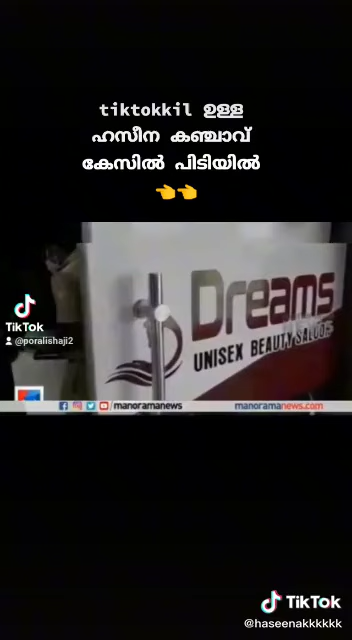 tiktokkil ഉള്ള
ഹസീന കഞ്ചാവ്
കേസിൽ പിടിയിൽ
👈👈
Dreams
UNISEX BEAUTY SALOON
TikTok
@poralishaji2
manoramanews
manoramanews.com
TikTok
@haseenakkkkkk